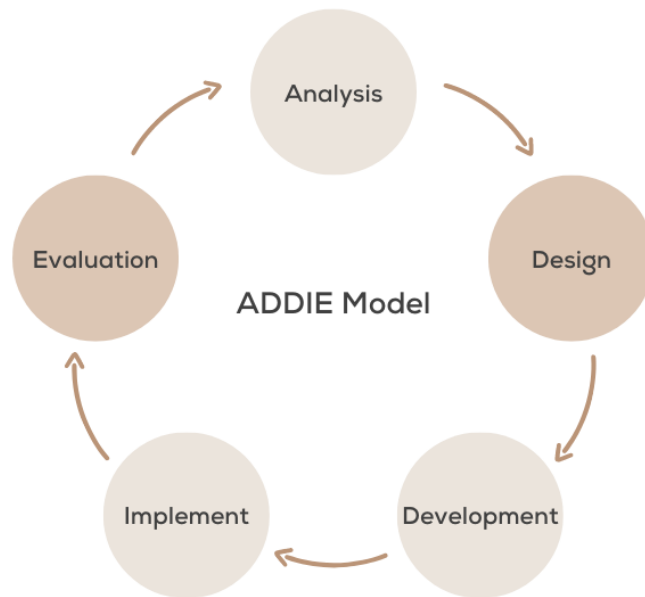 Analysis
Evaluation
Design
ADDIE Model
Implement
Development